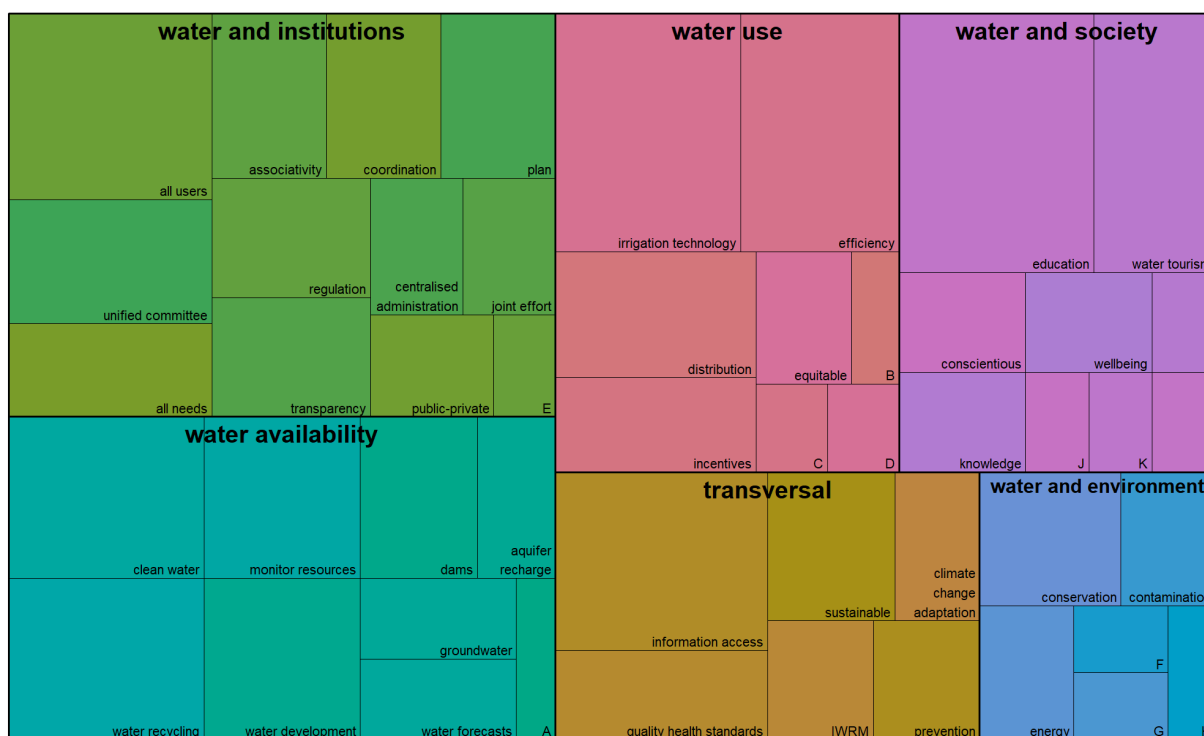 water and institutions
all users
associativity
coordination
plan
unified committee
regulation
centralised
administration
joint effort
all needs
transparency
public-private
E
water use
irrigation technology
efficiency
distribution
equitable
B
incentives
C
D
water and society
education
water tourism
conscientious
wellbeing
knowledge
J
K
water availability
clean water
monitor resources
dams
aquifer
recharge
water recycling
water development
groundwater
water forecasts
A
transversal
information access
sustainable
climate
change
adaptation
quality health standards
IWRM
prevention
water and environment
conservation
contaminatio
energy
F
G